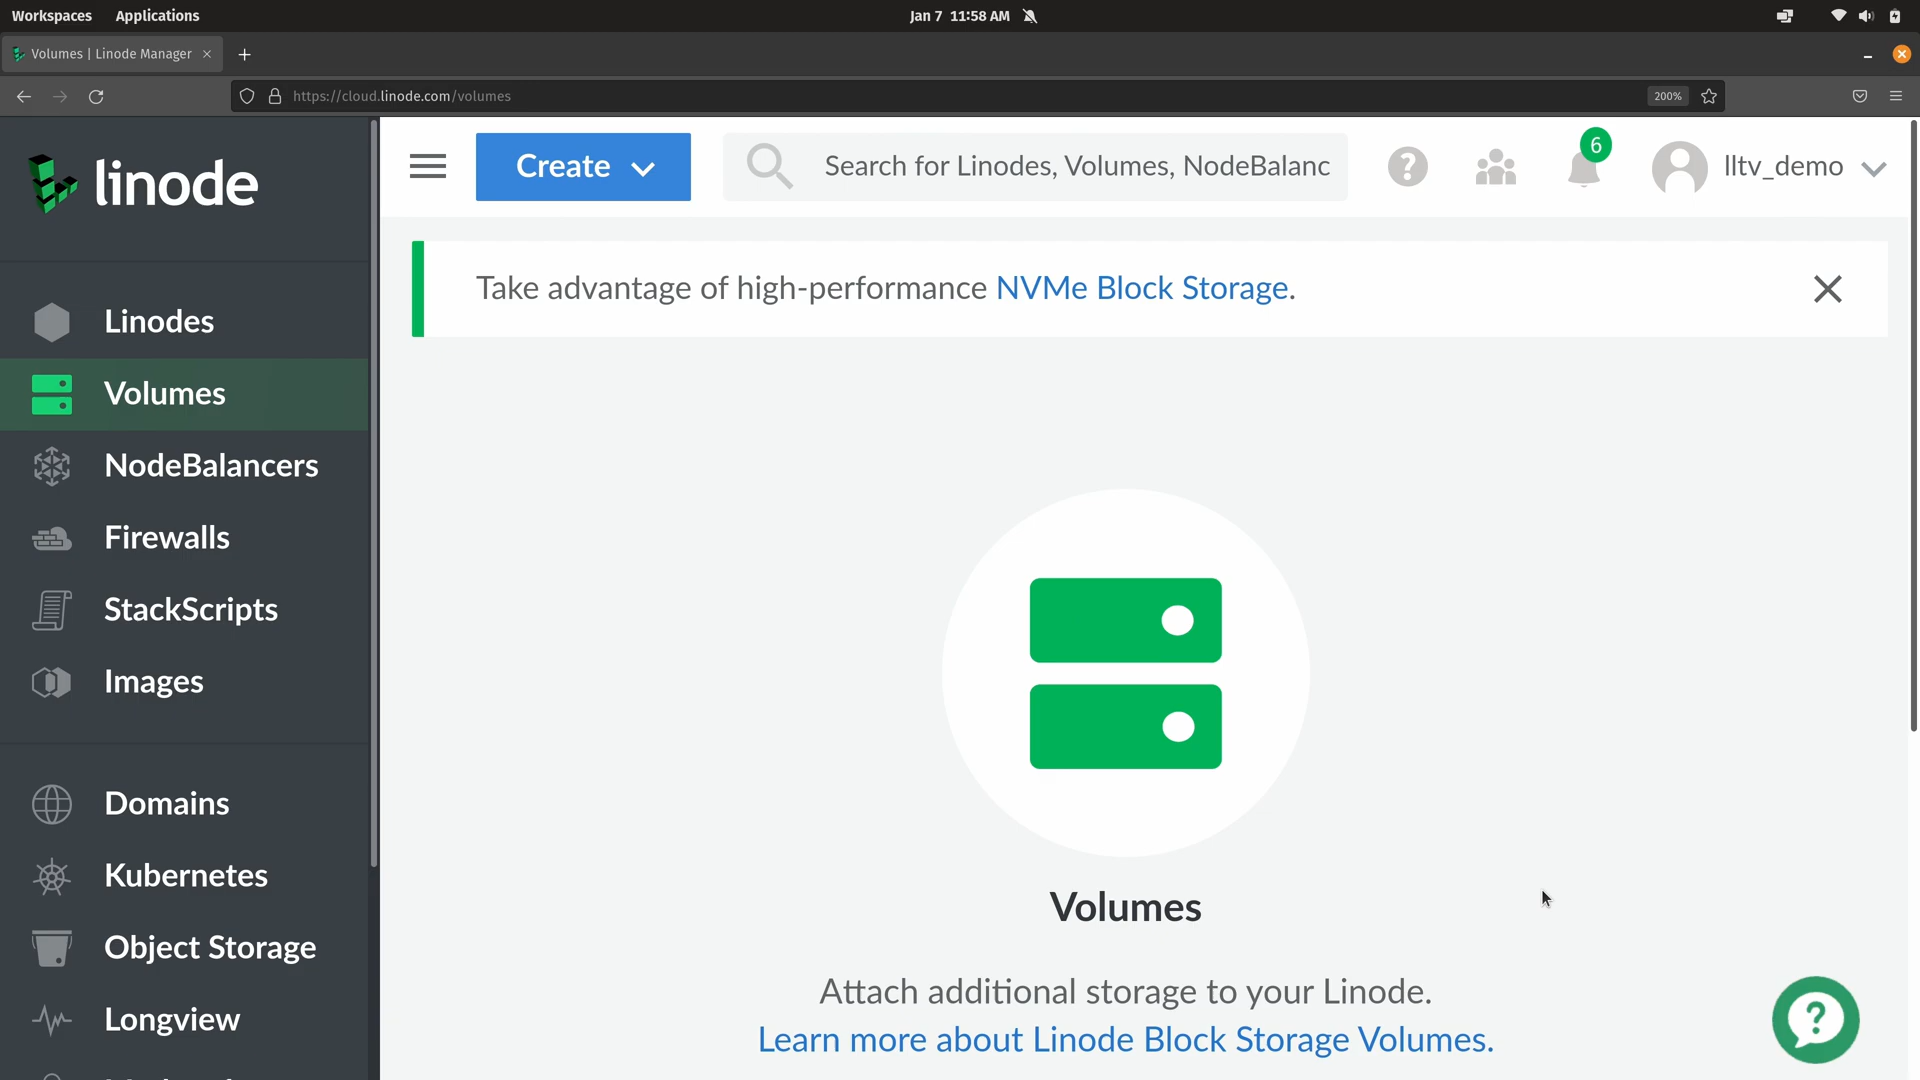 Workspaces Applications Jan 7 11:58 AM
Volumes | Linode Manager
https://cloud.linode.com/volumes 200%
linode
Create
Search for Linodes, Volumes, NodeBalanc
6
lltv_demo
Take advantage of high-performance NVMe Block Storage.
Linodes
Volumes
NodeBalancers
Firewalls
StackScripts
Images
Domains
Kubernetes
Object Storage
Longview
Volumes
Attach additional storage to your Linode.
Learn more about Linode Block Storage Volumes.